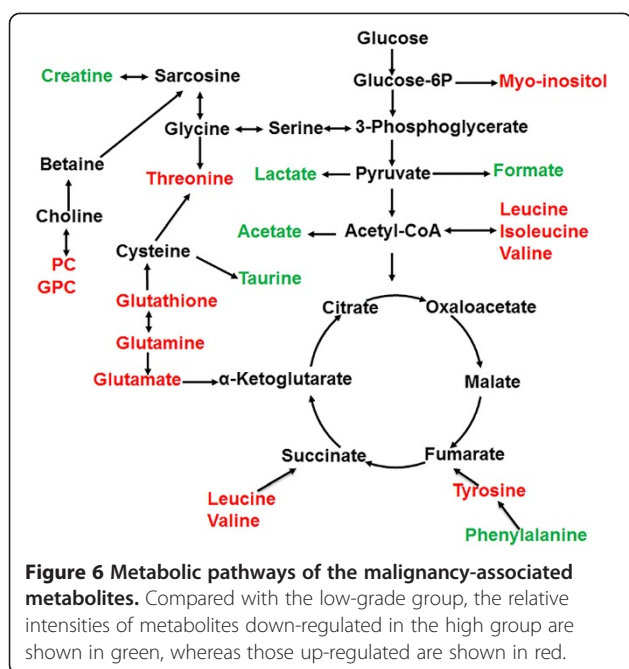 Glucose
Creatine Sarcosine Glucose-6P Myo-inositol
Glycine Serine 3-Phosphoglycerate
Betaine Threonine Lactate Pyruvate Formate
Choline
Leucine
Acetate Acetyl-CoA Isoleucine
Valine
PC Cysteine
GPC Taurine
Glutathione Citrate Oxaloacetate
Glutamine
Glutamate α-Ketoglutarate Malate
Succinate Fumarate
Leucine Tyrosine
Valine
Phenylalanine
Figure 6 Metabolic pathways of the malignancy-associated
metabolites. Compared with the low-grade group, the relative
intensities of metabolites down-regulated in the high group are
shown in green, whereas those up-regulated are shown in red.